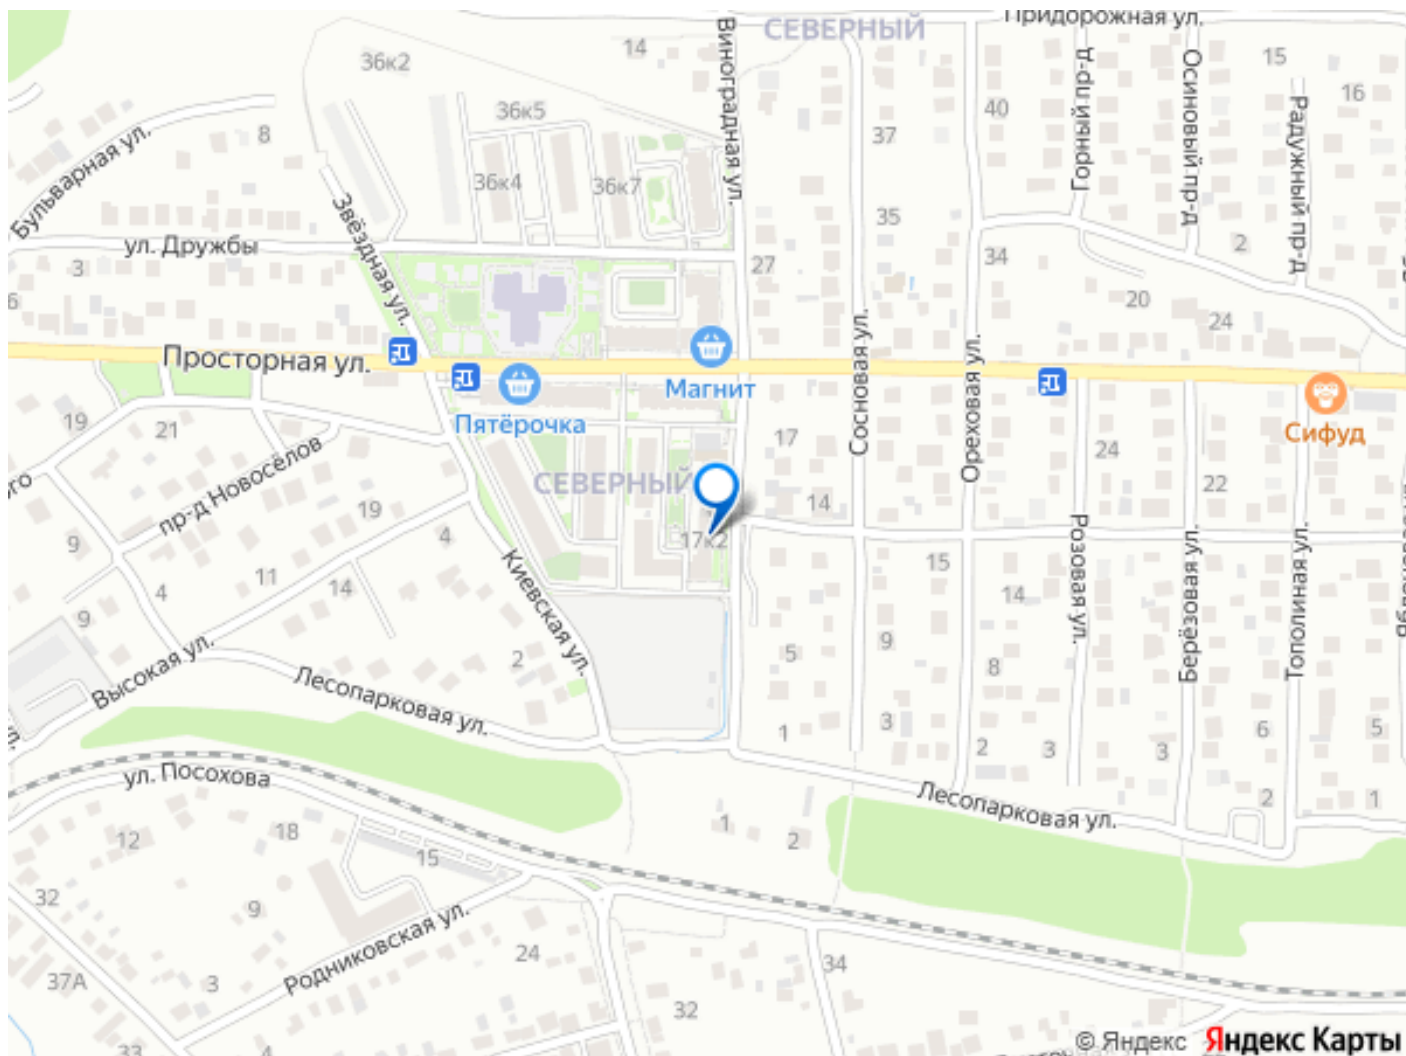 Придорожная ул.
СЕВЕРНЫЙ
14
36к2
Виноградная ул.
15
16
Осиновый пр-д
Радужный пр-д
Горный пр-д
40
36к5
37
8
Бульварная ул.
36к4
36к7
Звёздная ул.
35
ул. Дружбы
2
3
27
34
6
20
24
Просторная ул.
Магнит
Сосновая ул.
Ореховая ул.
Пятёрочка
Сифуд
19
21
17
24
СЕВЕРНЫЙ
22
ого
пр-д Новосёлов
19
14
4
17к2
9
Киевская ул.
15
Розовая ул.
Берёзовая ул.
Тополиная ул.
11
14
4
14
9
9
5
2
8
Высокая ул.
Лесопарковая ул.
3
1
2
3
3
6
5
ул. Посохова
Лесопарковая ул.
2
1
12
18
1
2
15
32
9
Родниковская ул.
24
34
37А
3
32
33
4
© Яндекс Яндекс Карты